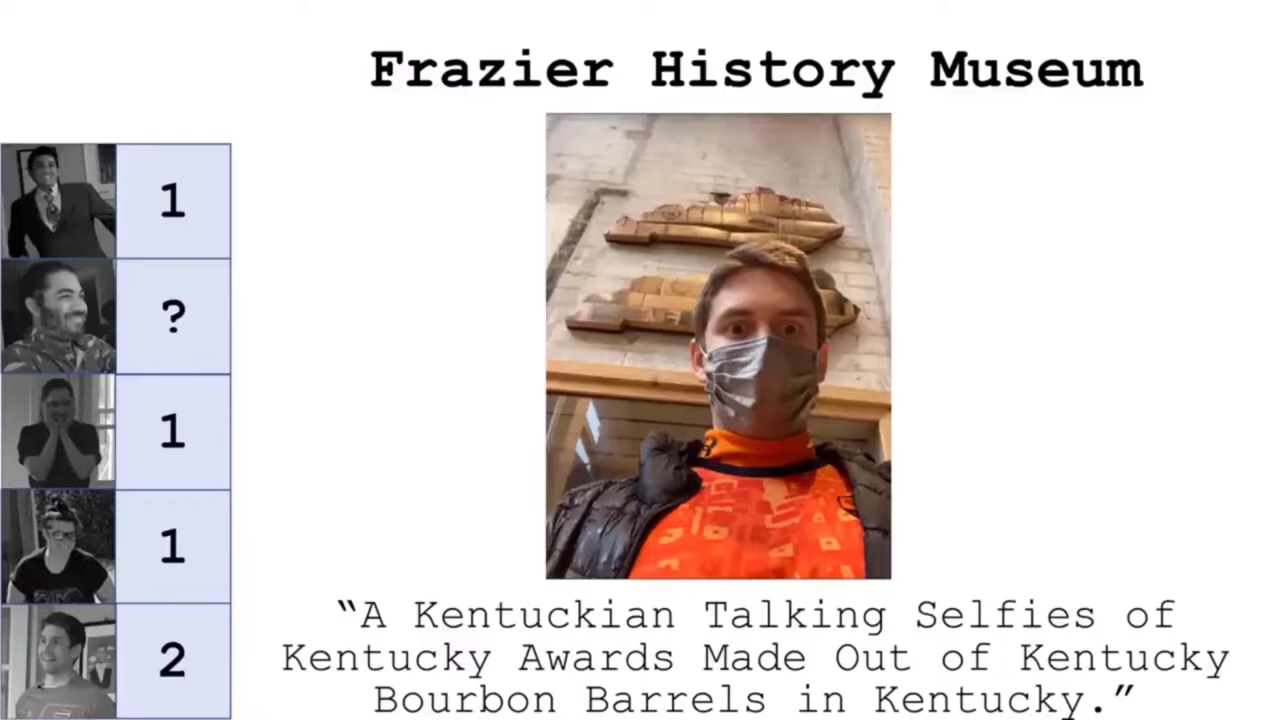 Frazier History Museum
1
?
1
1
2
“A Kentuckian Talking Selfies of
Kentucky Awards Made Out of Kentucky
Bourbon Barrels in Kentucky.”